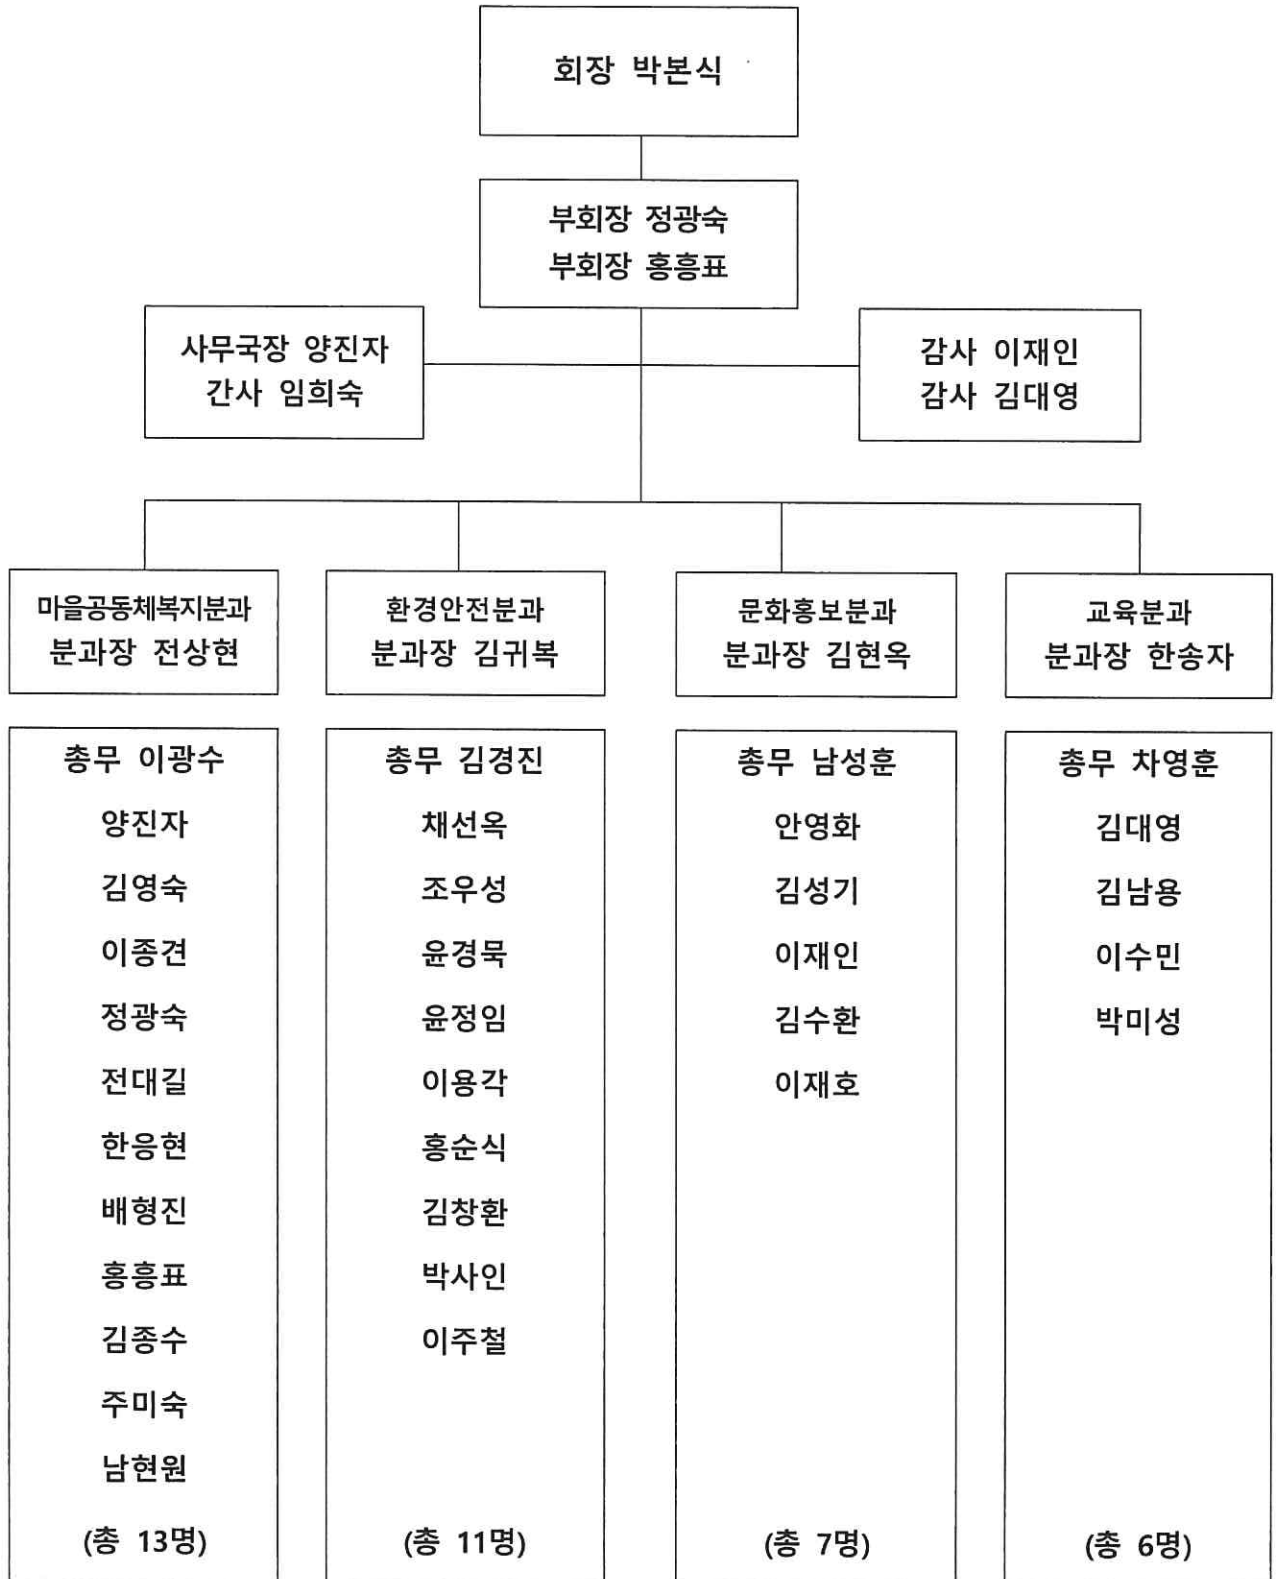 회장 박본식
부회장 정광숙
부회장 홍흥표
사무국장 양진자
간사 임희숙
감사 이재인
감사 김대영
마을공동체복지분과
분과장 전상현
환경안전분과
분과장 김귀복
문화홍보분과
분과장 김현옥
교육분과
분과장 한송자
총무 이광수
양진자
김영숙
이종견
정광숙
전대길
한응현
배형진
홍흥표
김종수
주미숙
남현원
(총 13명)
총무 김경진
채선옥
조우성
윤경묵
윤정임
이용각
홍순식
김창환
박사인
이주철
(총 11명)
총무 남성훈
안영화
김성기
이재인
김수환
이재호
(총 7명)
총무 차영훈
김대영
김남용
이수민
박미성
(총 6명)